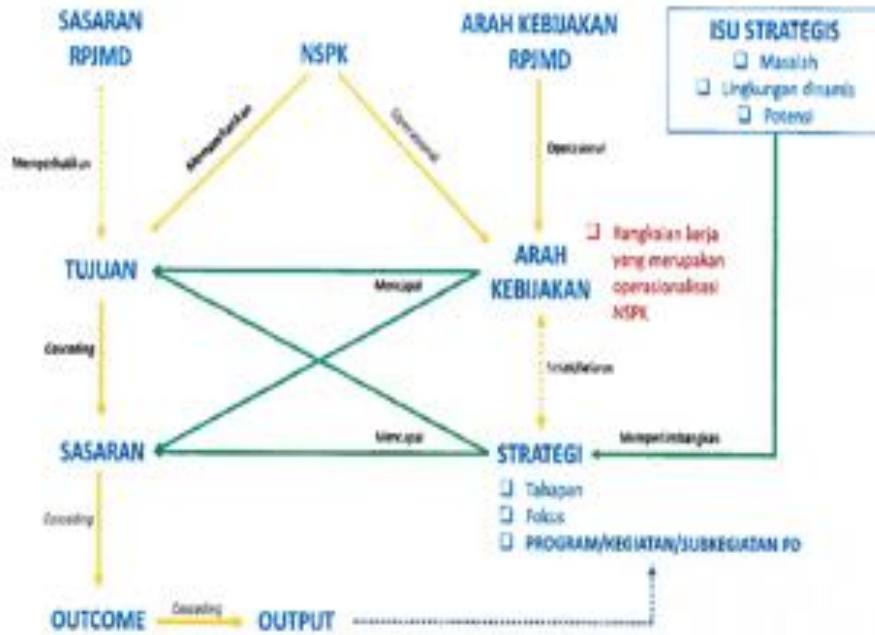 SASARAN
RPJMD
NSPK
ARAH KEBIJAKAN
RPJMD
ISU STRATEGIS
Masalah
Lingkungan dinamis
Potensi
Memperhatikan
Memperhatikan
Operasional
Operasional
TUJUAN
ARAH
KEBIJAKAN
Rangkaian kerja
yang merupakan
operasionalisasi
NSPK
Mencapai
Cascading
SASARAN
Mencapai
STRATEGI
Mempertimbangkan
Tahapan
Fokus
PROGRAM/KEGIATAN/SUBKEGIATAN PD
Cascading
OUTCOME
Cascading
OUTPUT